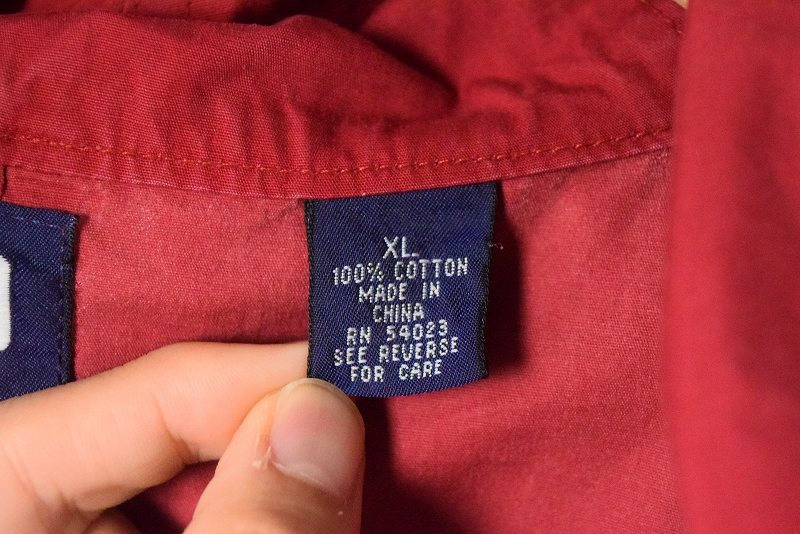 XL
100% COTTON
MADE IN
CHINA
RN 54023
SEE REVERSE
FOR CARE